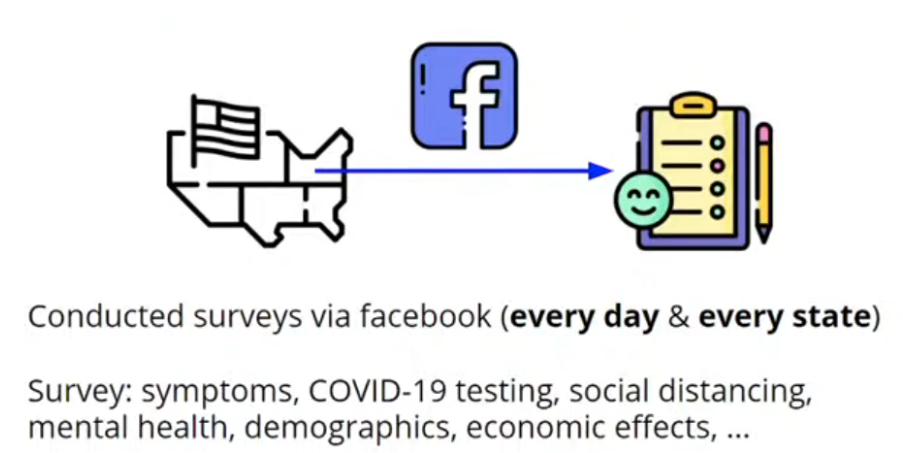 Conducted surveys via facebook (every day & every state)
Survey: symptoms, COVID-19 testing, social distancing,
mental health, demographics, economic effects, ...